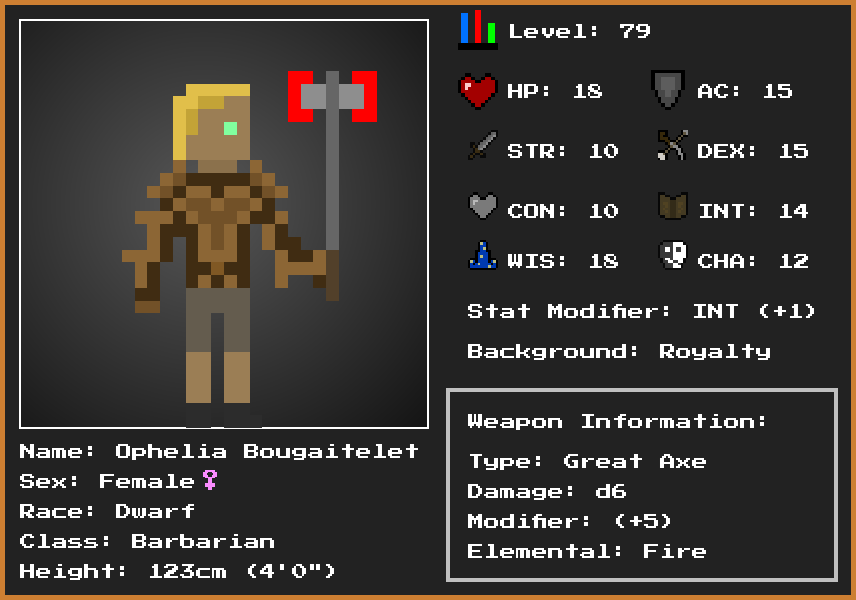 Level: 79
HP: 18
AC: 15
STR: 10
DEX: 15
CON: 10
INT: 14
WIS: 18
CHA: 12
Stat Modifier: INT (+1)
Background: Royalty
Weapon Information:
Type: Great Axe
Damage: d6
Modifier: (+5)
Elemental: Fire
Name: Ophelia Bougaitelet
Sex: Female♀
Race: Dwarf
Class: Barbarian
Height: 123cm (4'0")